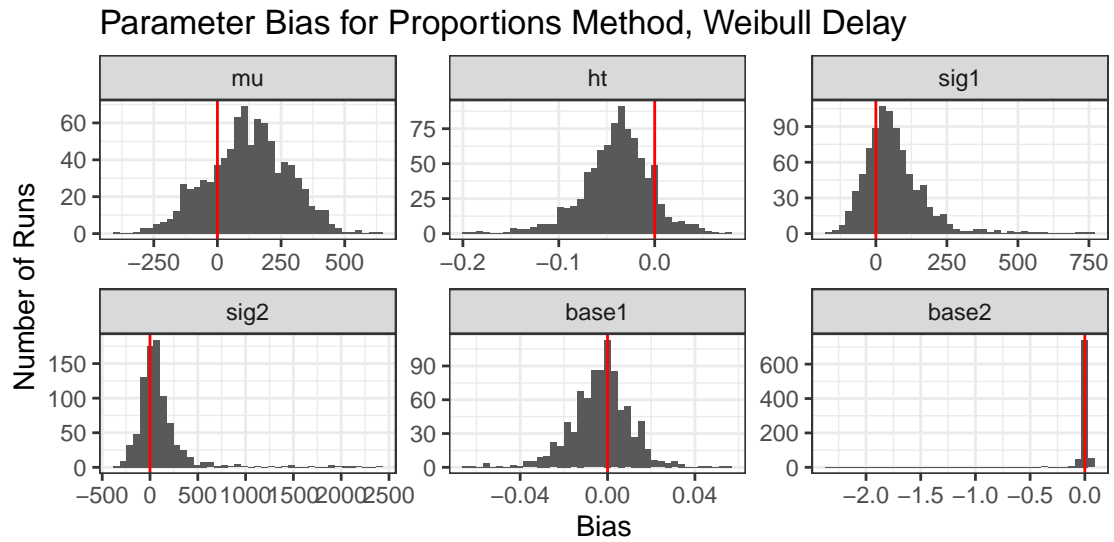 Parameter Bias for Proportions Method, Weibull Delay
mu
ht
sig1
0
20
40
60
−250 0 250 500
0
25
50
75
−0.2 −0.1 0.0
0
30
60
90
0 250 500 750
sig2
base1
base2
0
50
100
150
−500 0 500 1000 1500 2000 2500
0
30
60
90
−0.04 0.00 0.04
0
200
400
600
−2.0 −1.5 −1.0 −0.5 0.0
Bias
Number of Runs